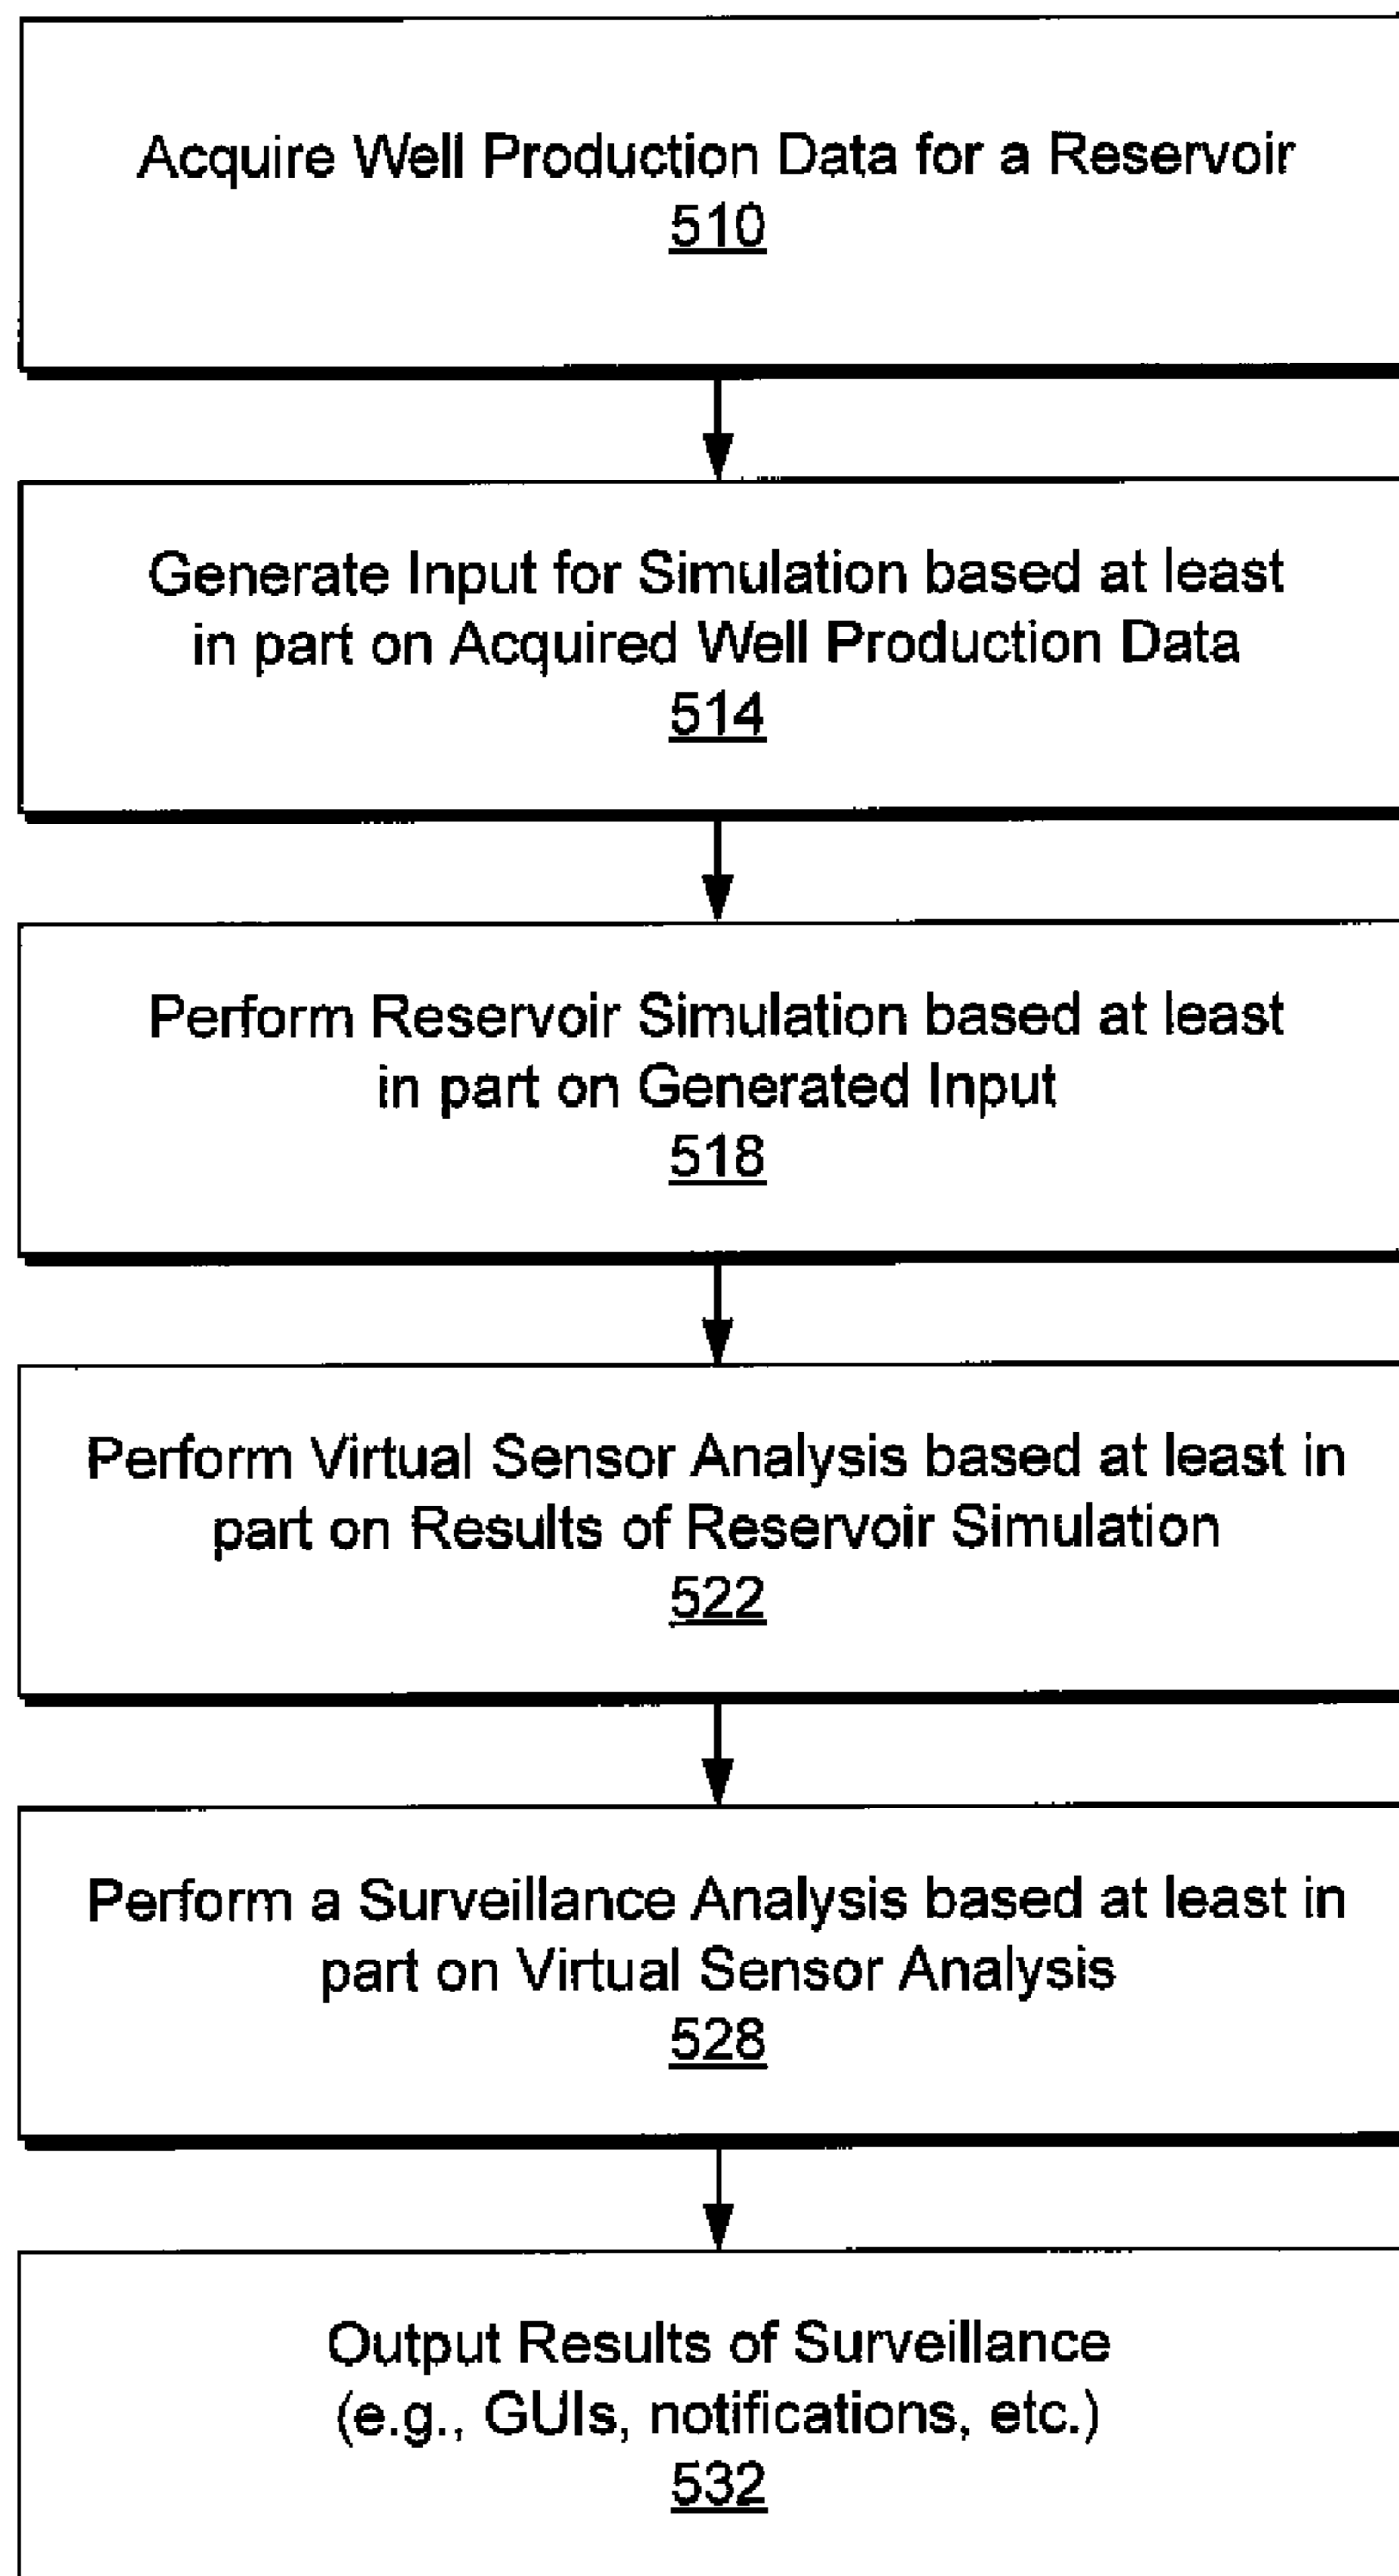 Acquire Well Production Data for a Reservoir
510
Generate Input for Simulation based at least
in part on Acquired Well Production Data
514
Perform Reservoir Simulation based at least
in part on Generated Input
518
Perform Virtual Sensor Analysis based at least in
part on Results of Reservoir Simulation
522
Perform a Surveillance Analysis based at least in
part on Virtual Sensor Analysis
528
Output Results of Surveillance
(e.g., GUIs, notifications, etc.)
532